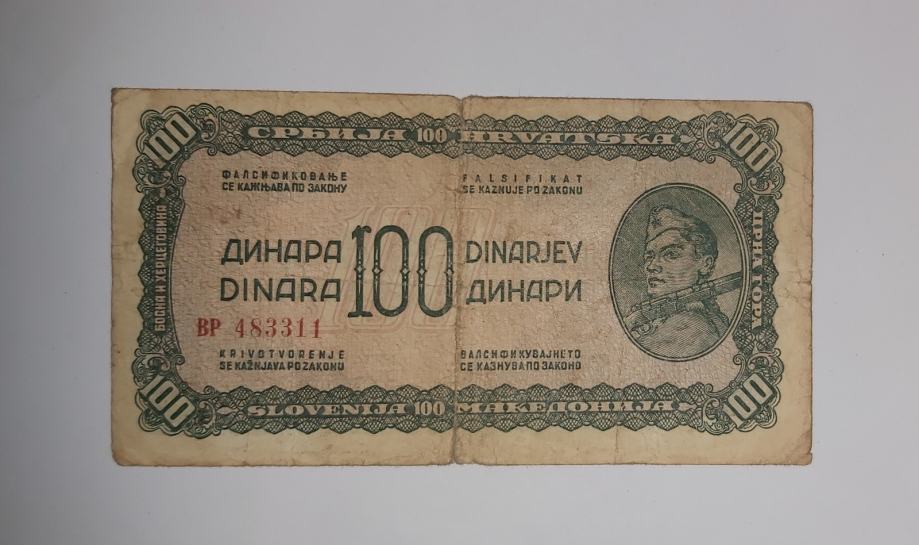 100
СРБИЈА 100 HRVATSKA
100
БОСНА И ХЕРЦЕГОВИНА
ЦРНА ГОРА
ФАЛСИФИКОВАЊЕ
СЕ КАЖЊАВА ПО ЗАКОНУ
FALSIFIKAT
SE KAZNUJE PO ZAKONU
ДИНАРА
DINARA
100
DINARJEV
ДИНАРИ
ВР 483311
KRIVOTVORENJE
SE KAŽNJAVA PO ZAKONU
ФАЛСИФИКУВАЈЊЕТО
СЕ КАЗНУВА ПО ЗАКОНО
100
SLOVENIJA 100 МАКЕДОНИЈА
100